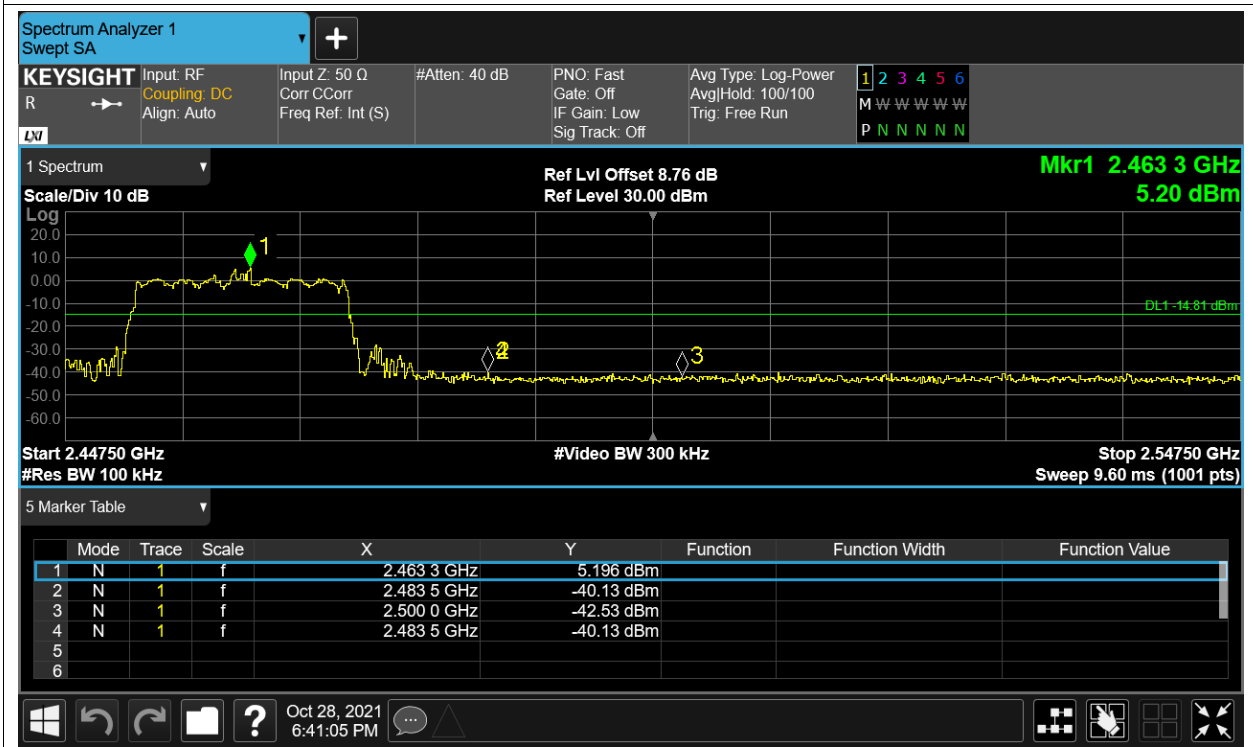 Spectrum Analyzer 1
Swept SA
+
KEYSIGHT
R
LXI
Input: RF
Coupling: DC
Align: Auto
Input Z: 50 Ω
Corr CCorr
Freq Ref: Int (S)
#Atten: 40 dB
PNO: Fast
Gate: Off
IF Gain: Low
Sig Track: Off
Avg Type: Log-Power
Avg|Hold: 100/100
Trig: Free Run
1 2 3 4 5 6
M W W W W W
P N N N N N
1 Spectrum
Scale/Div 10 dB
Ref Lvl Offset 8.76 dB
Ref Level 30.00 dBm
Mkr1 2.463 3 GHz
5.20 dBm
Log
20.0
10.0
0.00
-10.0
-20.0
-30.0
-40.0
-50.0
-60.0
1
2
3
DL1 -14.81 dBm
Start 2.44750 GHz
#Video BW 300 kHz
Stop 2.54750 GHz
#Res BW 100 kHz
Sweep 9.60 ms (1001 pts)
5 Marker Table
Mode Trace Scale X Y Function Function Width Function Value
1 N 1 f 2.463 3 GHz 5.196 dBm
2 N 1 f 2.483 5 GHz -40.13 dBm
3 N 1 f 2.500 0 GHz -42.53 dBm
4 N 1 f 2.483 5 GHz -40.13 dBm
5
6
?
Oct 28, 2021
6:41:05 PM